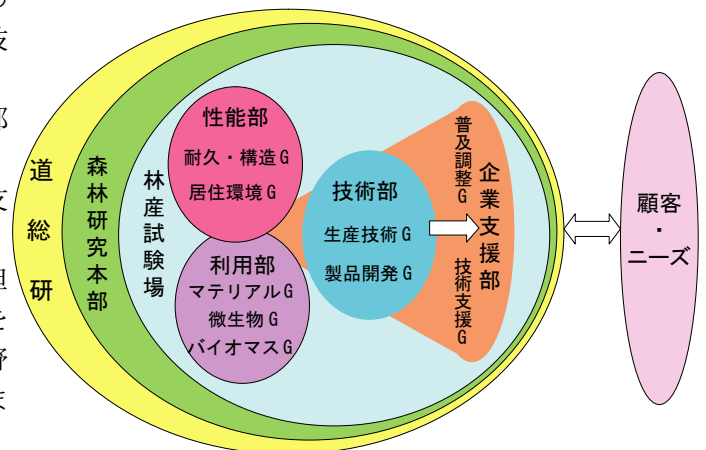 道総研
森林研究本部
林産試験場
性能部
耐久・構造G
居住環境G
利用部
マテリアルG
微生物G
バイオマスG
技術部
生産技術G
製品開発G
普及調整G
技術支援G
企業支援部
顧客
・
ニーズ